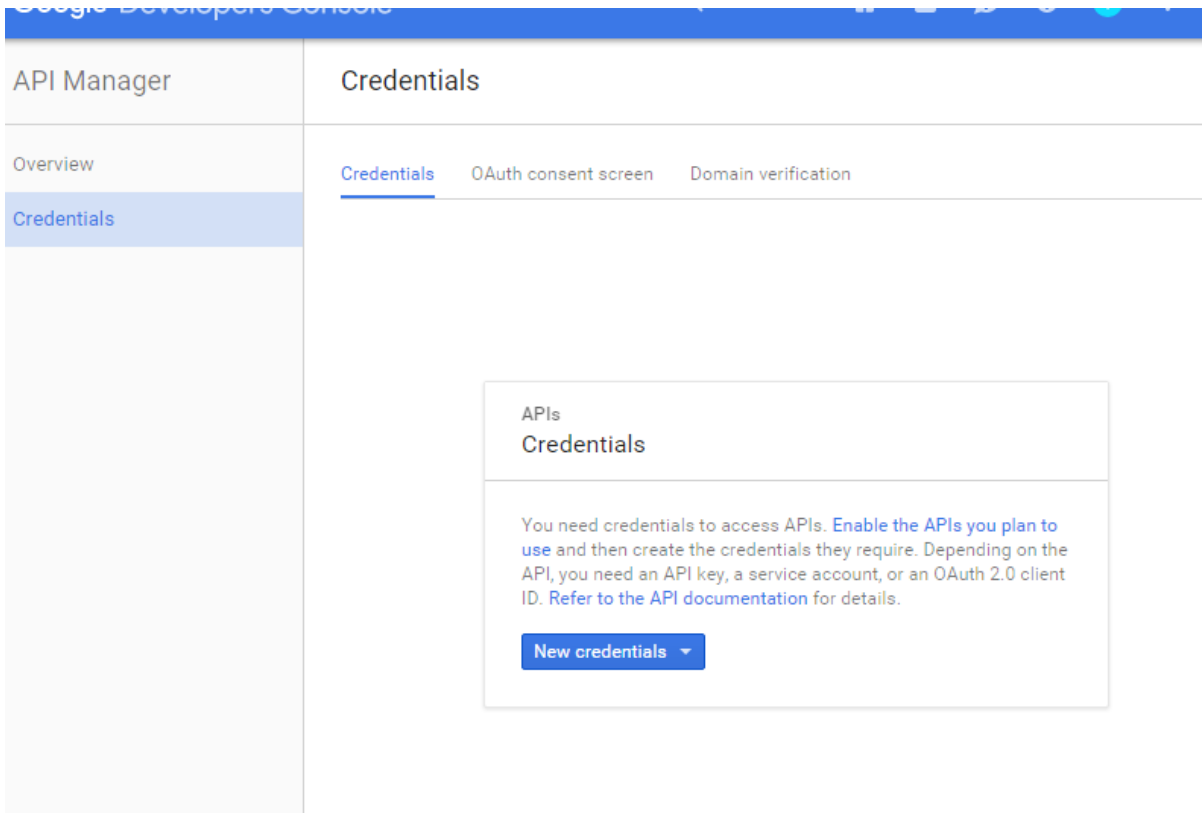 Google Developers Console
API Manager
Credentials
Overview
Credentials
Credentials OAuth consent screen Domain verification
APIs
Credentials
You need credentials to access APIs. Enable the APIs you plan to
use and then create the credentials they require. Depending on the
API, you need an API key, a service account, or an OAuth 2.0 client
ID. Refer to the API documentation for details.
New credentials